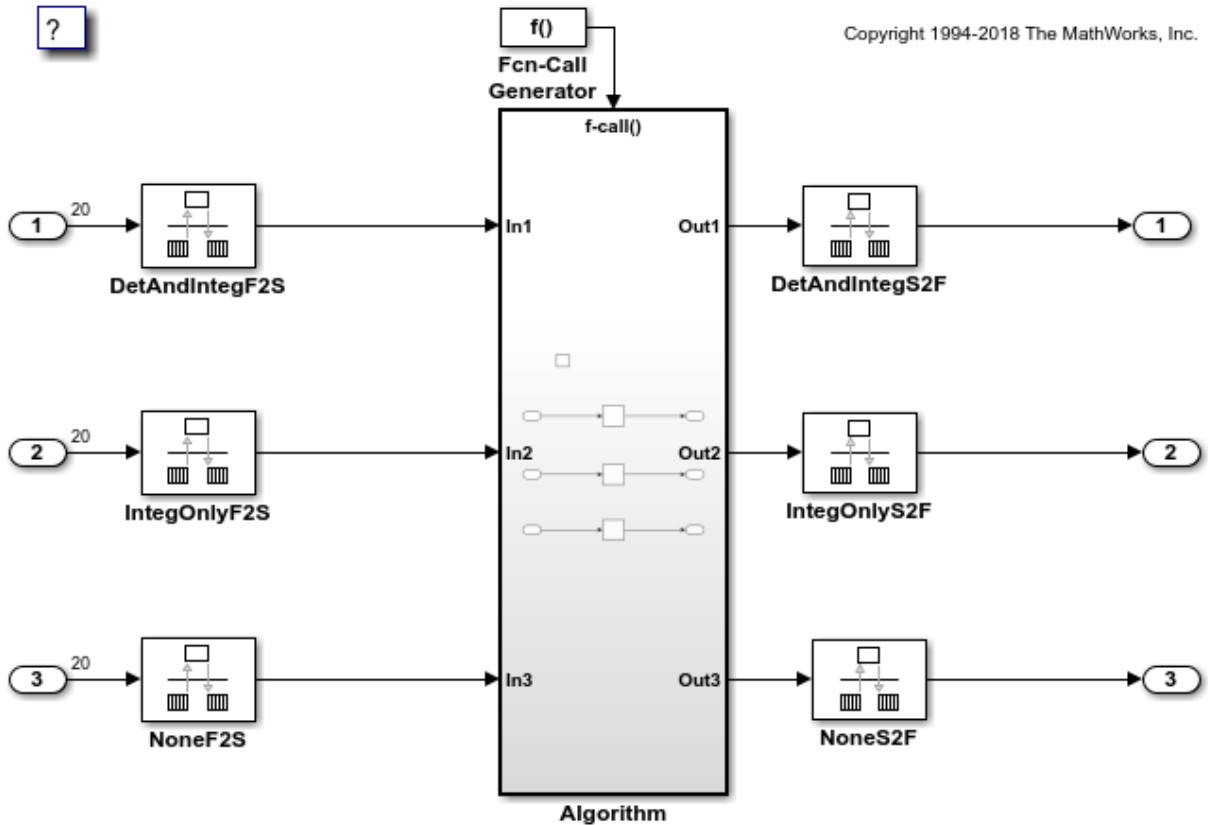 ?
f()
Copyright 1994-2018 The MathWorks, Inc.
Fcn-Call
Generator
f-call()
1
20
In1
Out1
1
DetAndIntegF2S
DetAndIntegS2F
2
20
In2
Out2
2
IntegOnlyF2S
IntegOnlyS2F
3
20
In3
Out3
3
NoneF2S
NoneS2F
Algorithm